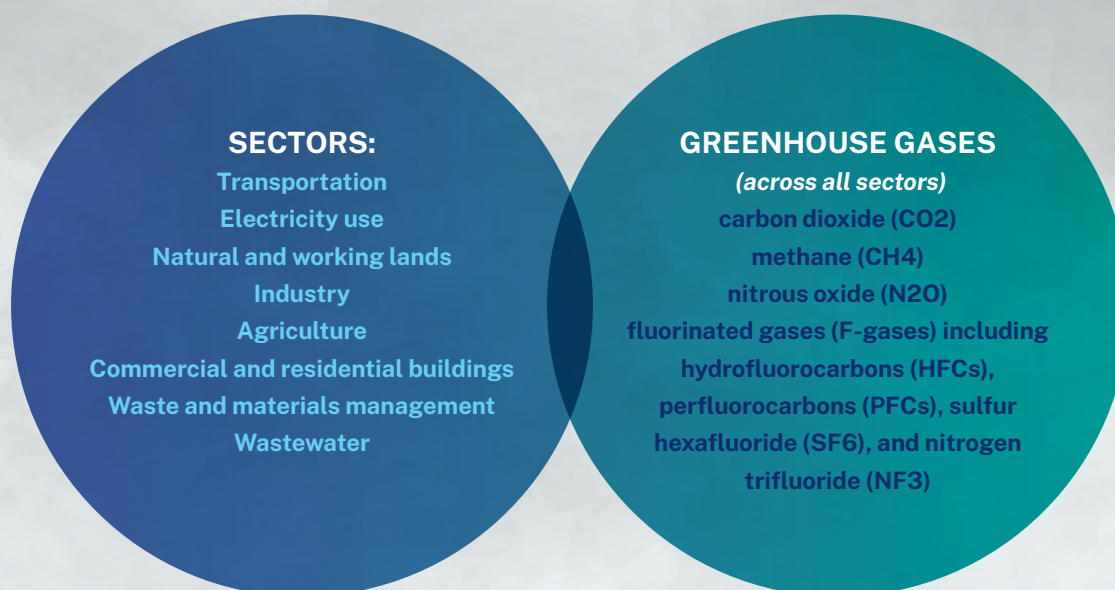 SECTORS:
Transportation
Electricity use
Natural and working lands
Industry
Agriculture
Commercial and residential buildings
Waste and materials management
Wastewater
GREENHOUSE GASES
(across all sectors)
carbon dioxide (CO2)
methane (CH4)
nitrous oxide (N2O)
fluorinated gases (F-gases) including
hydrofluorocarbons (HFCs),
perfluorocarbons (PFCs), sulfur
hexafluoride (SF6), and nitrogen
trifluoride (NF3)